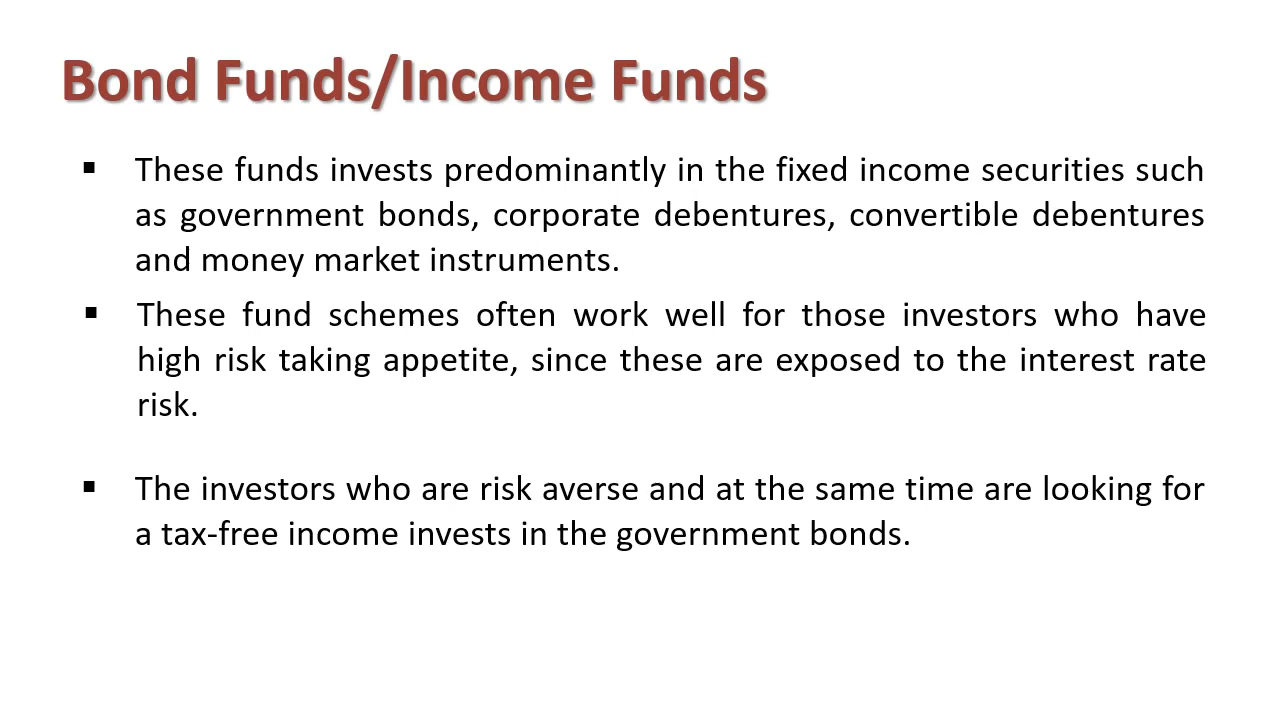 Bond Funds/Income Funds
▪ These funds invests predominantly in the fixed income securities such
as government bonds, corporate debentures, convertible debentures
and money market instruments.
▪ These fund schemes often work well for those investors who have
high risk taking appetite, since these are exposed to the interest rate
risk.
▪ The investors who are risk averse and at the same time are looking for
a tax-free income invests in the government bonds.